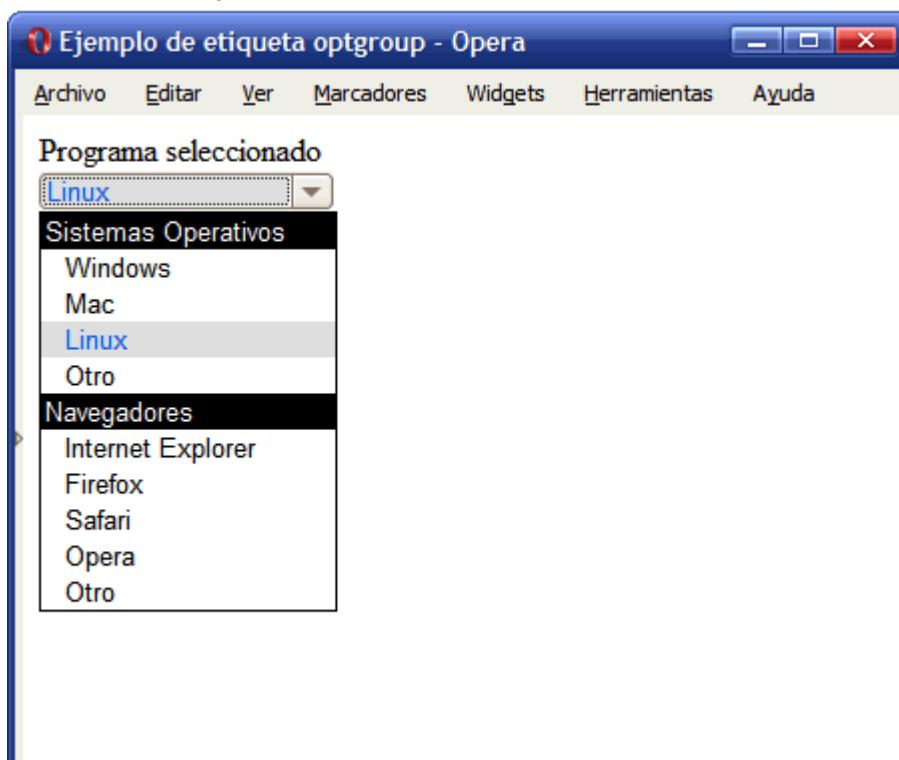 Ejemplo de etiqueta optgroup - Opera
Archivo Editar Ver Marcadores Widgets Herramientas Ayuda
Programa seleccionado
Linux
Sistemas Operativos
Windows
Mac
Linux
Otro
Navegadores
Internet Explorer
Firefox
Safari
Opera
Otro